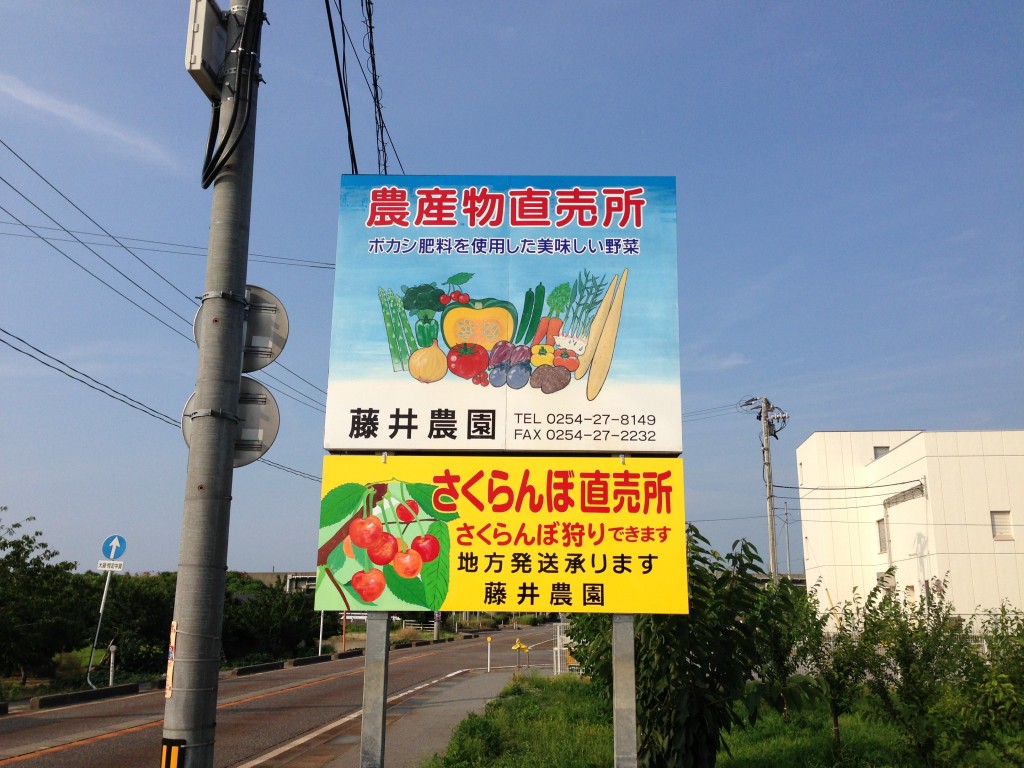 農産物直売所
ボカシ肥料を使用した美味しい野菜
藤井農園
TEL 0254-27-8149
FAX 0254-27-2232
さくらんぼ直売所
さくらんぼ狩りできます
地方発送承ります
藤井農園